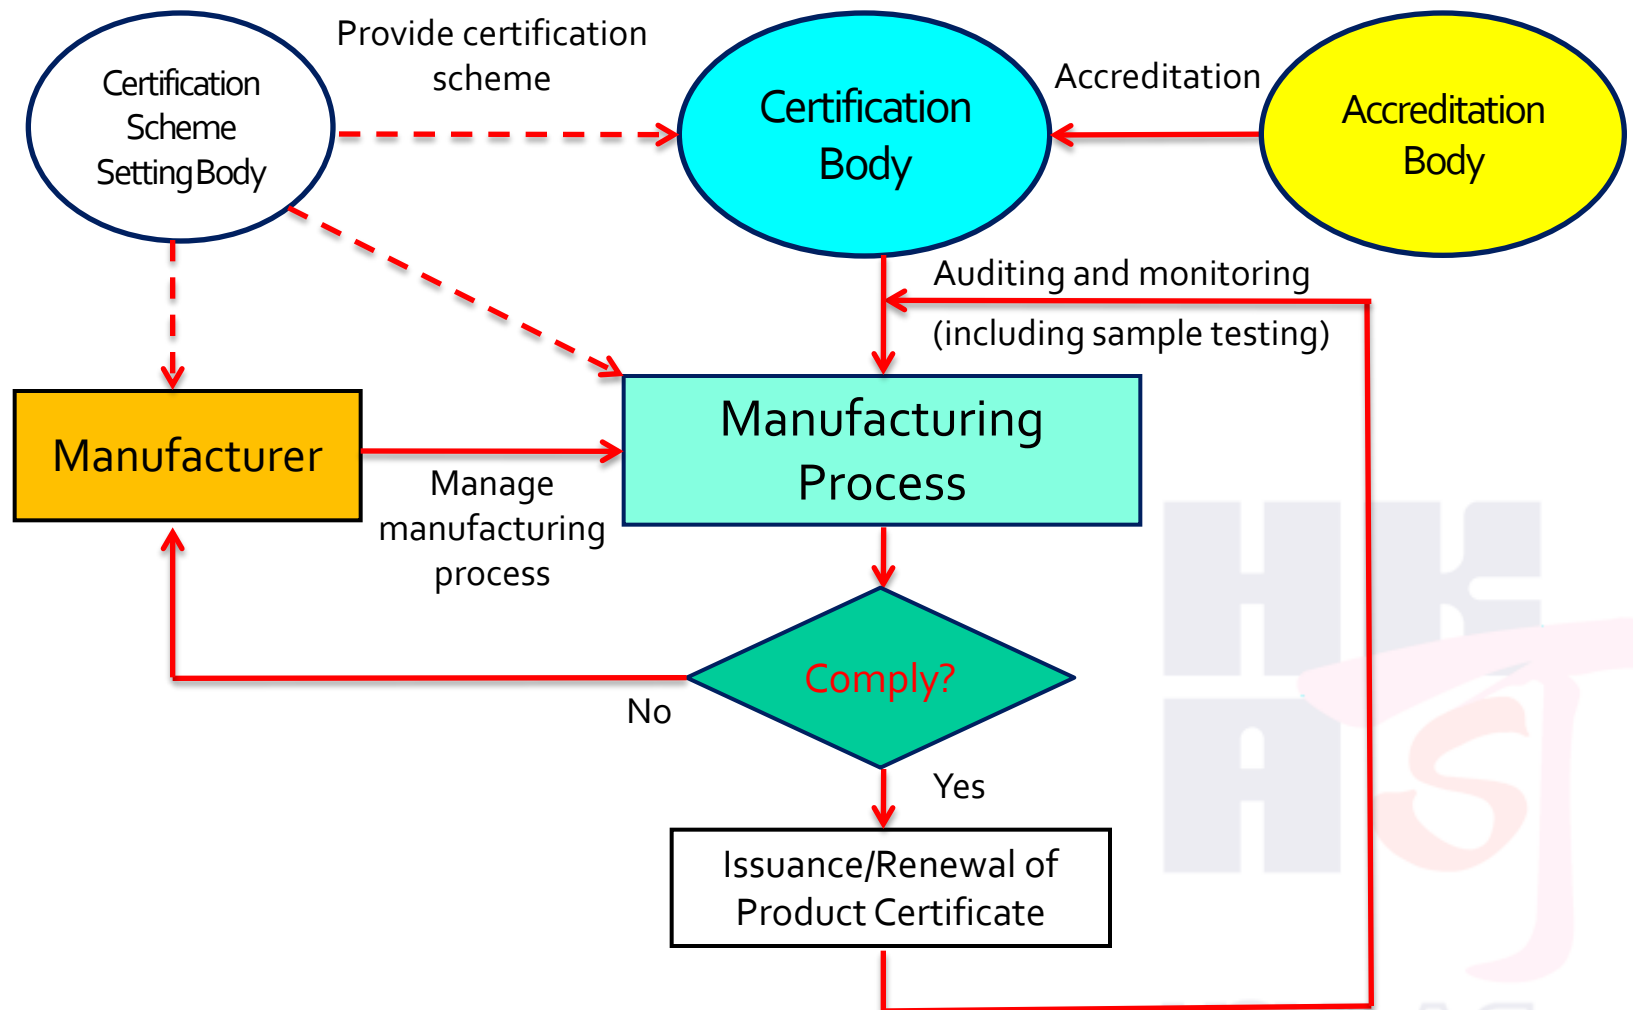 Provide certification
scheme
Certification
Scheme
Setting Body
Certification
Body
Accreditation
Accreditation
Body
Auditing and monitoring
(including sample testing)
Manufacturer
Manage
manufacturing
process
Manufacturing
Process
Comply?
No
Yes
Issuance/Renewal of
Product Certificate
HK
A